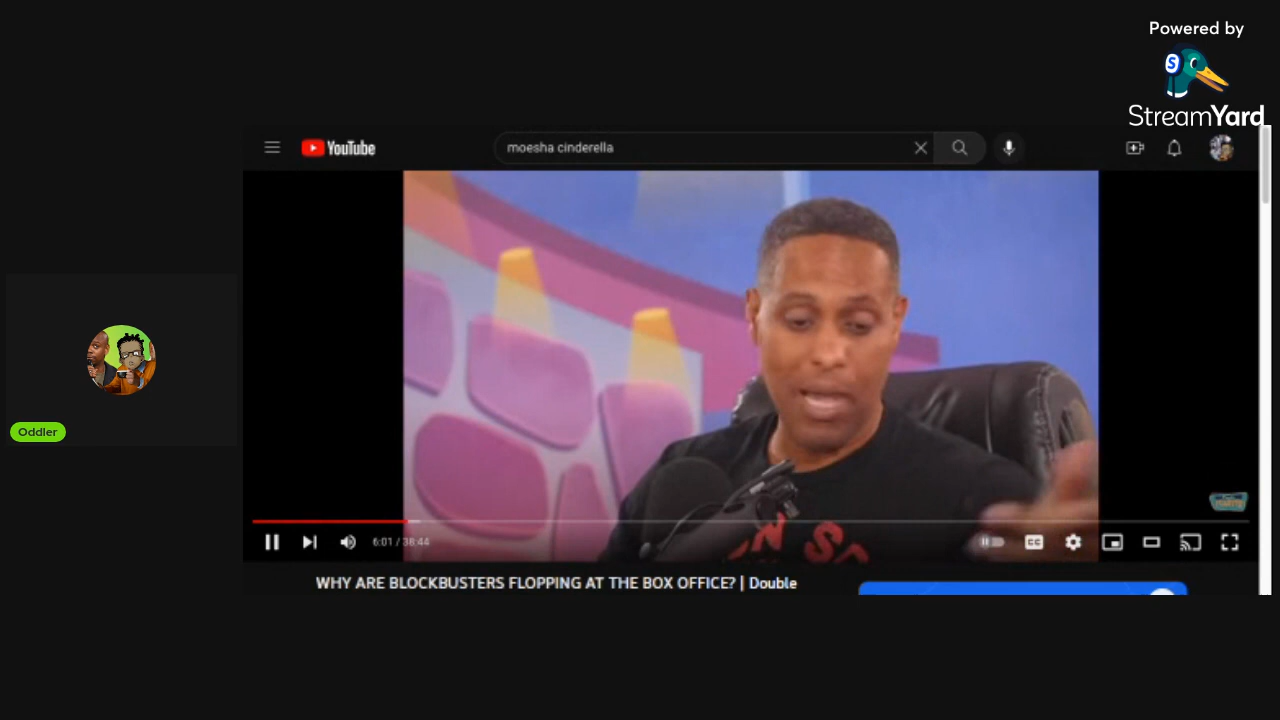 Powered by
S
StreamYard
YouTube
moesha cinderella
Oddler
6:01 / 38:44
CC
WHY ARE BLOCKBUSTERS FLOPPING AT THE BOX OFFICE? | Double